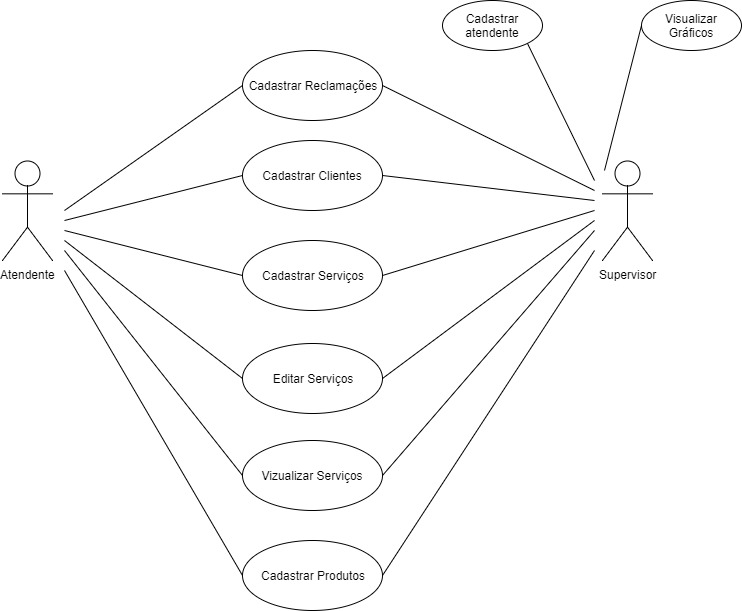 Cadastrar
atendente
Visualizar
Gráficos
Cadastrar Reclamações
Cadastrar Clientes
Atendente
Cadastrar Serviços
Supervisor
Editar Serviços
Vizualizar Serviços
Cadastrar Produtos